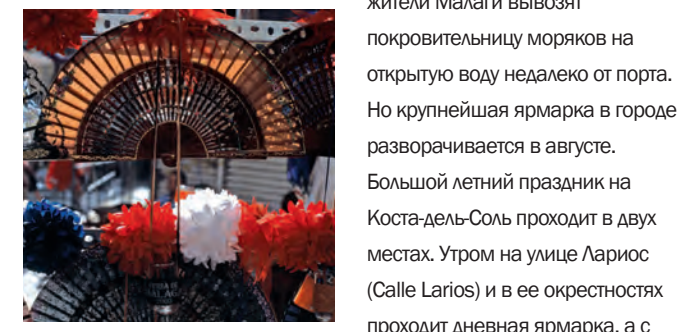 жители Малаги вывозят
покровительницу моряков на
открытую воду недалеко от порта.
Но крупнейшая ярмарка в городе
разворачивается в августе.
Большой летний праздник на
Коста-дель-Соль проходит в двух
местах. Утром на улице Лариос
(Calle Larios) и в ее окрестностях
проходит дневная ярмарка, а с